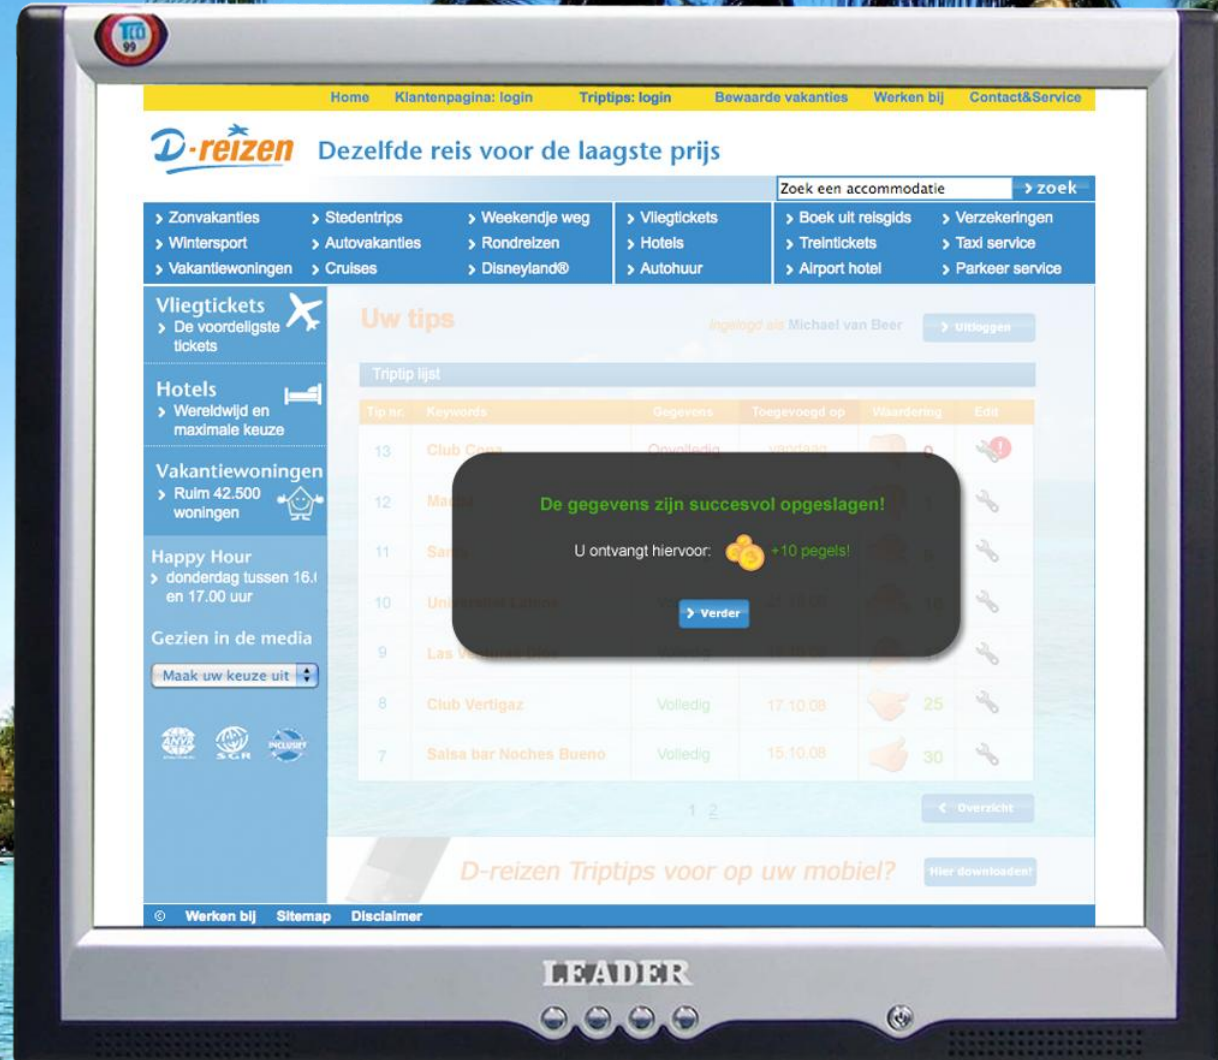 TCO
99
Home Klantenpagina: login Triptips: login Bewaarde vakanties Werken bij Contact&Service
D-reizen Dezelfde reis voor de laagste prijs
Zoek een accommodatie zoek
Zonvakanties Stedentrips Weekendje weg Vliegtickets Boek uit reisgids Verzekeringen
Wintersport Autovakanties Rondreizen Hotels Treintickets Taxi service
Vakantiewoningen Cruises Disneyland® Autohuur Airport hotel Parkeer service
Vliegtickets
De voordeligste
tickets
Hotels
Wereldwijd en
maximale keuze
Vakantiewoningen
Ruim 42.500
woningen
Happy Hour
donderdag tussen 16.
en 17.00 uur
Gezien in de media
Maak uw keuze uit
ANVR SGR INCLUSIEF
Uw tips ingelogd als Michael van Beer Uitloggen
Triptip lijst
Tip nr. Keywords Gegevens Toegevoegd op Waardering Edit
13 Club Copa Onvolledig vandaag 0
12
11
10
9 Las
8 Club Vertigaz Volledig 17.10.08 25
7 Salsa bar Noches Bueno Volledig 15.10.08 30
De gegevens zijn succesvol opgeslagen!
U ontvangt hiervoor: +10 pegels!
Verder
1 2 Overzicht
D-reizen Triptips voor op uw mobiel? Hier downloaden!
© Werken bij Sitemap Disclaimer
LEADER